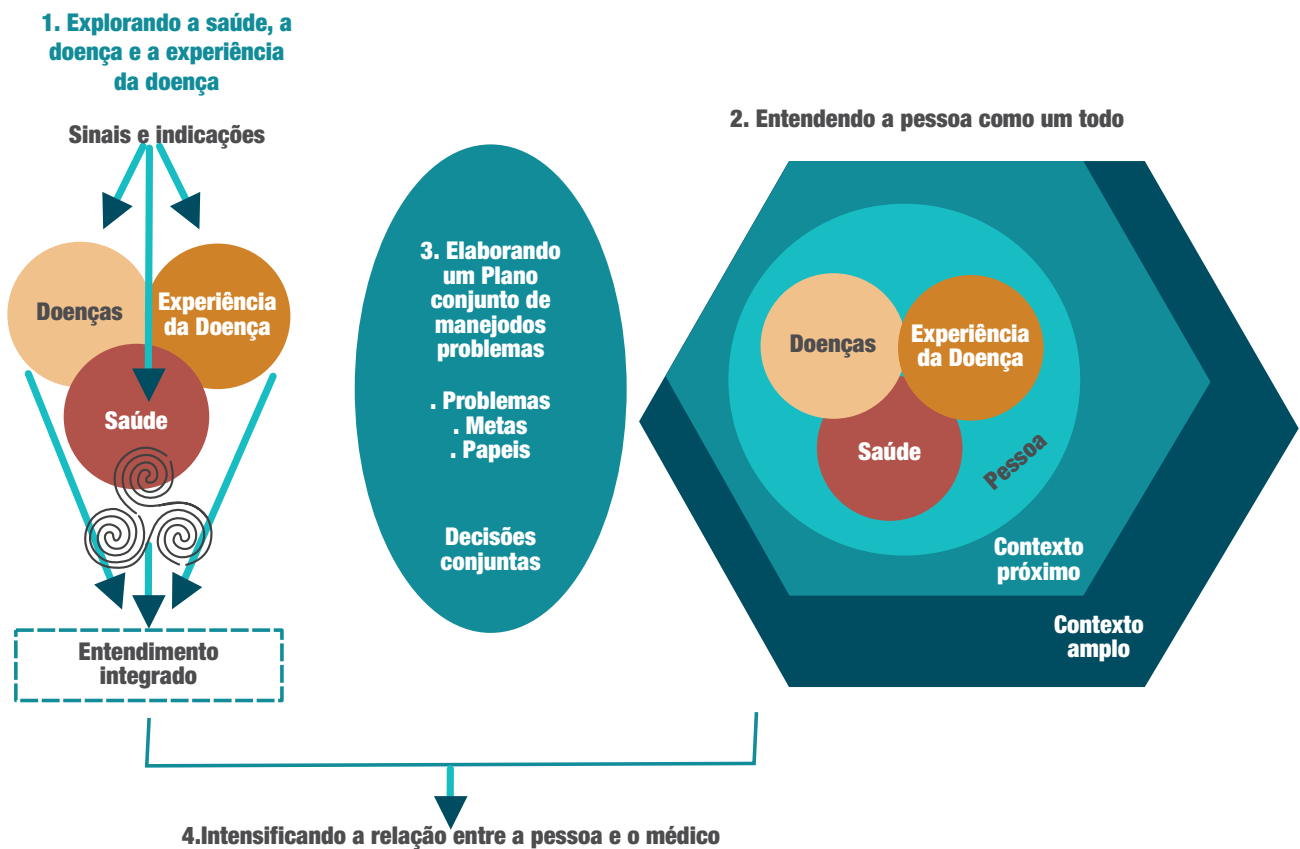 1. Explorando a saúde, a
doença e a experiência
da doença
Sinais e indicações
Doenças
Experiência
da Doença
Saúde
Entendimento
integrado
3. Elaborando
um Plano
conjunto de
manejodos
problemas
. Problemas
. Metas
. Papeis
Decisões
conjuntas
2. Entendendo a pessoa como um todo
Doenças
Experiência
da Doença
Saúde
Pessoa
Contexto
próximo
Contexto
amplo
4.Intensificando a relação entre a pessoa e o médico